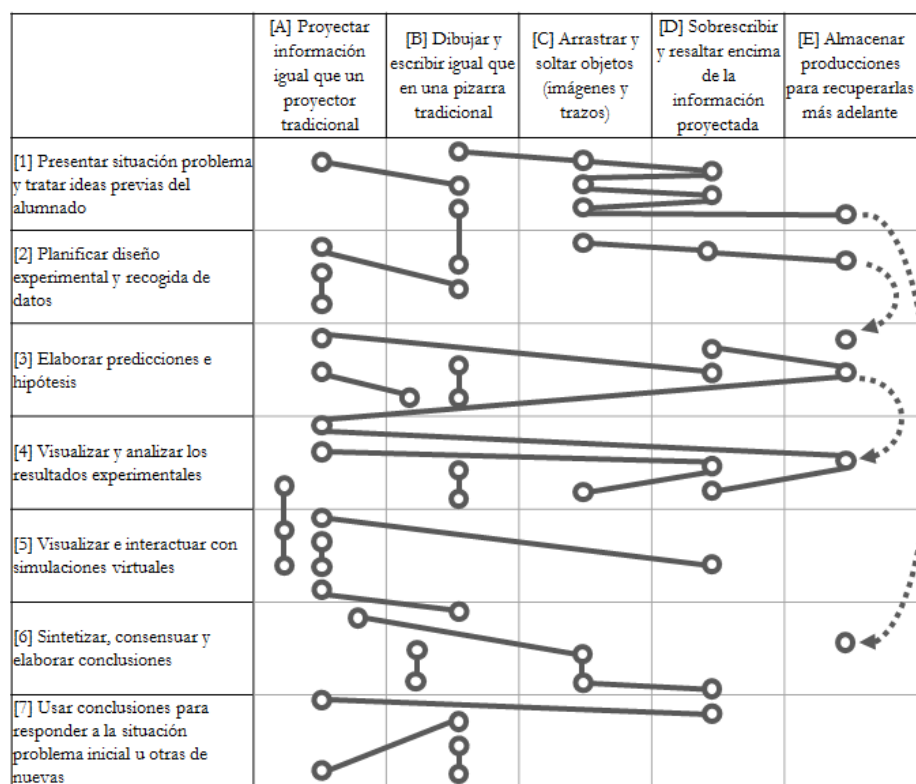 [A] Proyectar
información
igual que un
proyector
tradicional
[B] Dibujar y
escribir igual que
en una pizarra
tradicional
[C] Arrastrar y
soltar objetos
(imágenes y
trazos)
[D] Sobrescribir
y resaltar encima
de la
información
proyectada
[E] Almacenar
producciones
para recuperarlas
más adelante
[1] Presentar situación problema
y tratar ideas previas del
alumnado
[2] Planificar diseño
experimental y recogida de
datos
[3] Elaborar predicciones e
hipótesis
[4] Visualizar y analizar los
resultados experimentales
[5] Visualizar e interactuar con
simulaciones virtuales
[6] Sintetizar, consensuar y
elaborar conclusiones
[7] Usar conclusiones para
responder a la situación
problema inicial u otras de
nuevas